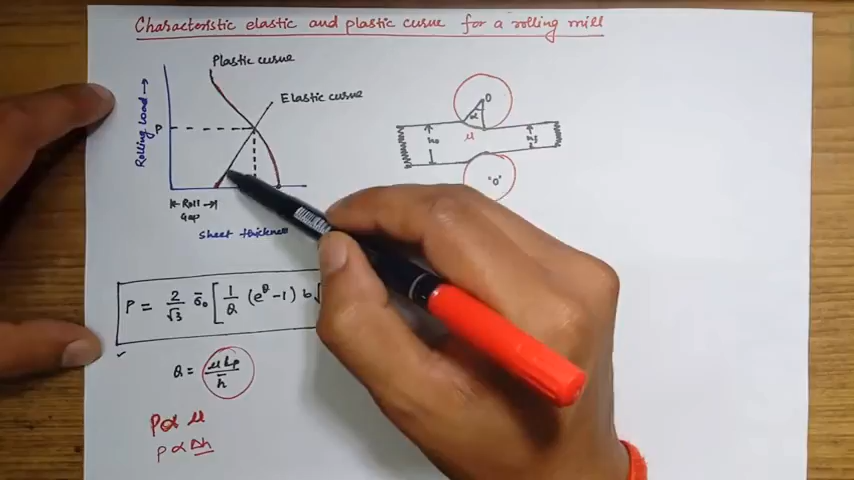 Characteristic elastic and plastic curve for a rolling mill
Plastic curve
Elastic curve
Rolling load →
P
← Roll →
Gap
Sheet thickness
O
α
h₀
μ
hf
"O"
P = 2/√3 σ̄₀ [ 1/Q (e^Q - 1) b√
Q = μLp/h̄
P ∝ μ
P ∝ Δh